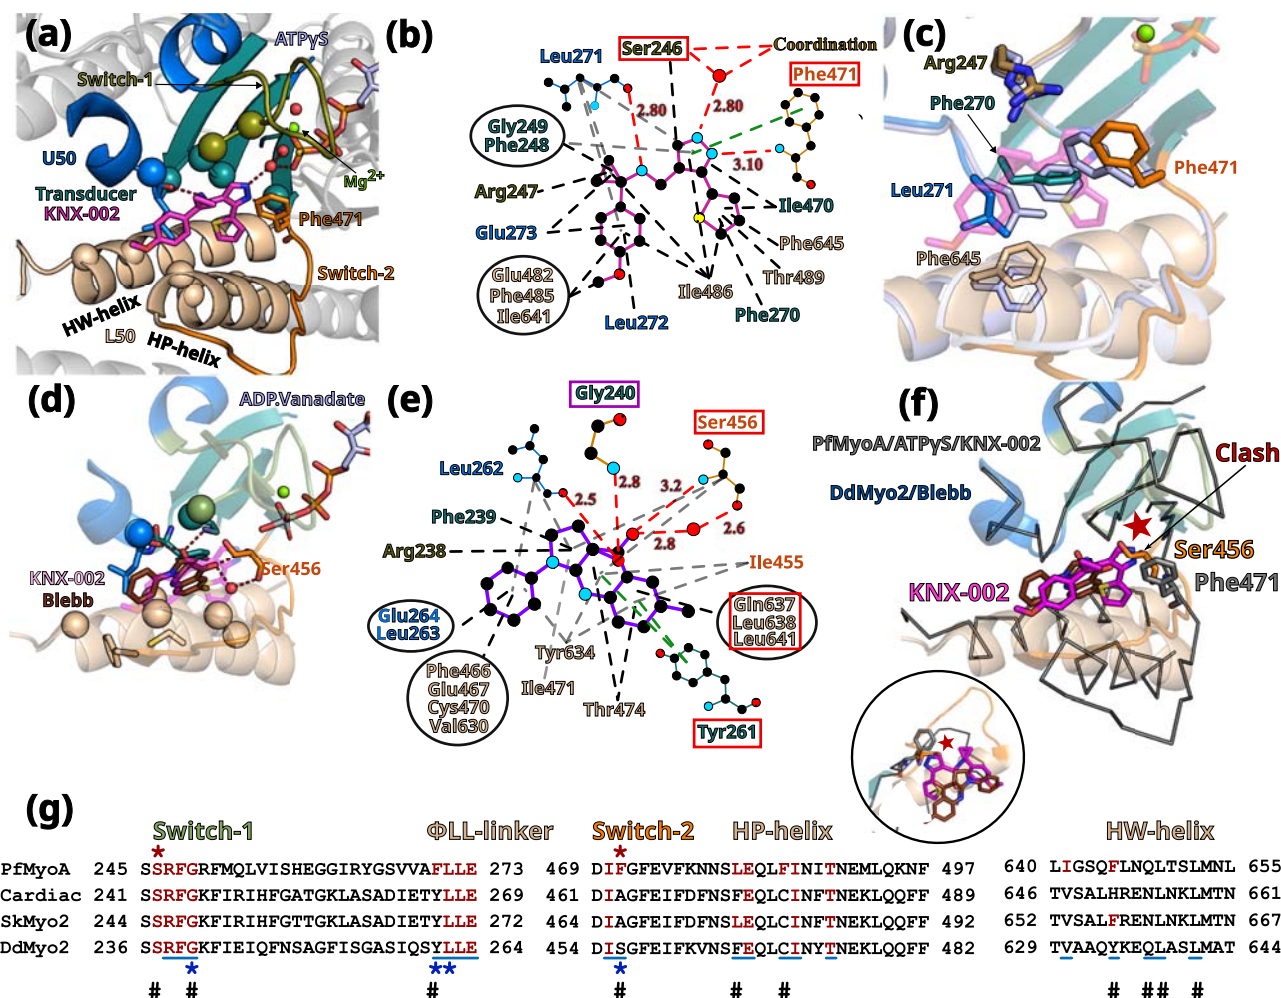 (a)
ATPγS
Switch-1
U50
Transducer
KNX-002
Mg2+
Phe471
Switch-2
HW-helix
L50
HP-helix
(b)
Leu271
Ser246
Coordination
Phe471
2.80
2.80
3.10
Gly249
Phe248
Arg247
Glu273
Glu482
Phe485
Ile641
Leu272
Ile486
Ile470
Phe645
Thr489
Phe270
(c)
Arg247
Phe270
Phe471
Leu271
Phe645
(d)
ADP.Vanadate
KNX-002
Blebb
Ser456
(e)
Gly240
Ser456
Leu262
2.5
2.8
3.2
2.6
2.8
Phe239
Arg238
Ile455
Glu264
Leu263
Gln637
Leu638
Leu641
Phe466
Glu467
Cys470
Val630
Tyr634
Ile471
Thr474
Tyr261
(f)
PfMyoA/ATPγS/KNX-002
Clash
DdMyo2/Blebb
Ser456
Phe471
KNX-002
(g)
Switch-1 ΦLL-linker Switch-2 HP-helix HW-helix
* *
PfMyoA 245 SSRFGRFMQLVISHEGGIRYGSVVAFLLE 273 469 DIFGFEVFKNNSLEQLFINITNEMLQKNF 497 640 LIGSQFLNQLTSLMNL 655
Cardiac 241 SSRFGKFIRIHFGATGKLASADIETYLLE 269 461 DIAGFEIFDFNSFEQLCINFTNEKLQQFF 489 646 TVSALHRENLNKLMTN 661
SkMyo2 244 SSRFGKFIRIHFGTTGKLASADIETYLLE 272 464 DIAGFEIFDFNSLEQLCINFTNEKLQQFF 492 652 TVSALFRENLNKLMTN 667
DdMyo2 236 SSRFGKFIEIQFNSAGFISGASIQSYLLE 264 454 DISGFEIFKVNSFEQLCINYTNEKLQQFF 482 629 TVAAQYKEQLASLMAT 644
* ** *
# # # # # # # # # #